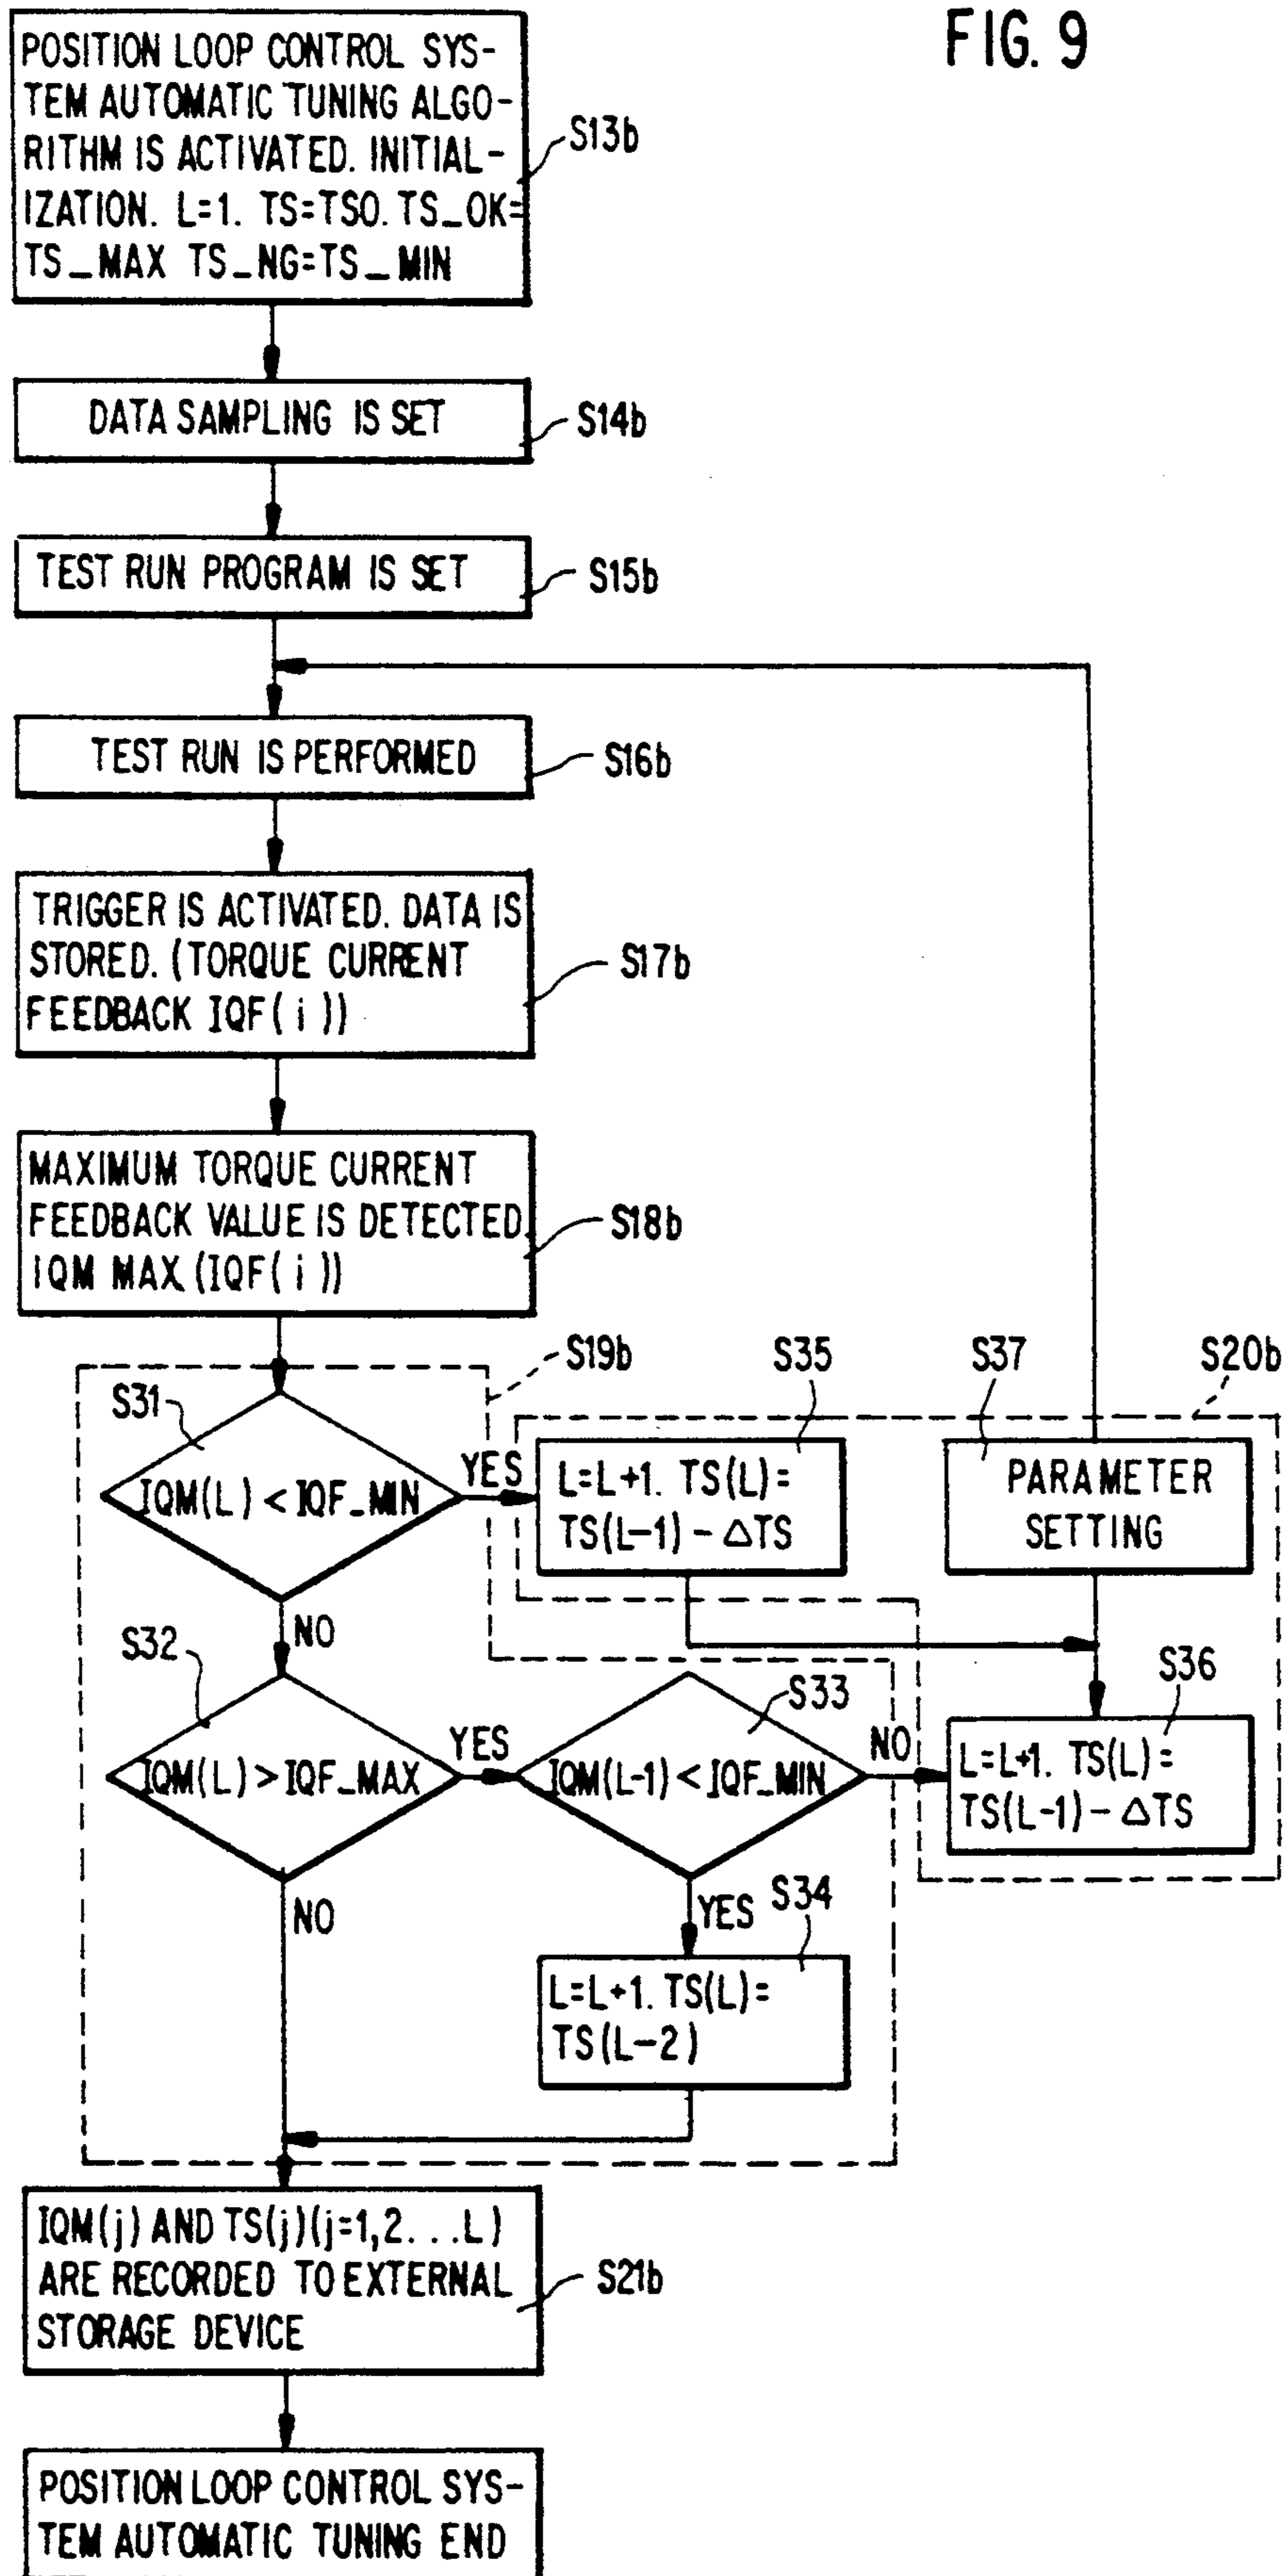 FIG. 9
POSITION LOOP CONTROL SYS-
TEM AUTOMATIC TUNING ALGO-
RITHM IS ACTIVATED. INITIAL-
IZATION. L=1. TS=TS0. TS_OK=
TS_MAX TS_NG=TS_MIN
S13b
DATA SAMPLING IS SET
S14b
TEST RUN PROGRAM IS SET
S15b
TEST RUN IS PERFORMED
S16b
TRIGGER IS ACTIVATED. DATA IS
STORED. (TORQUE CURRENT
FEEDBACK IQF(i))
S17b
MAXIMUM TORQUE CURRENT
FEEDBACK VALUE IS DETECTED.
IQM MAX (IQF(i))
S18b
S19b
S35
S37
S20b
S31
IQM(L) < IQF_MIN
YES
L=L+1. TS(L)=
TS(L-1) - ΔTS
PARAMETER
SETTING
NO
S32
S33
S36
IQM(L) > IQF_MAX
YES
IQM(L-1) < IQF_MIN
NO
L=L+1. TS(L)=
TS(L-1) - ΔTS
NO
YES
S34
L=L+1. TS(L)=
TS(L-2)
IQM(j) AND TS(j)(j=1,2...L)
ARE RECORDED TO EXTERNAL
STORAGE DEVICE
S21b
POSITION LOOP CONTROL SYS-
TEM AUTOMATIC TUNING END